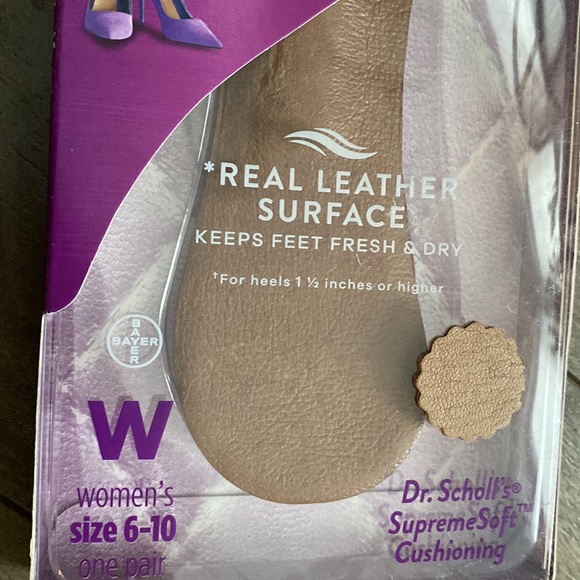 *REAL LEATHER
SURFACE
KEEPS FEET FRESH & DRY
†For heels 1 ½ inches or higher
BAYER
BAYER
W
women's
size 6-10
one pair
Dr. Scholl's®
SupremeSoft™
Cushioning